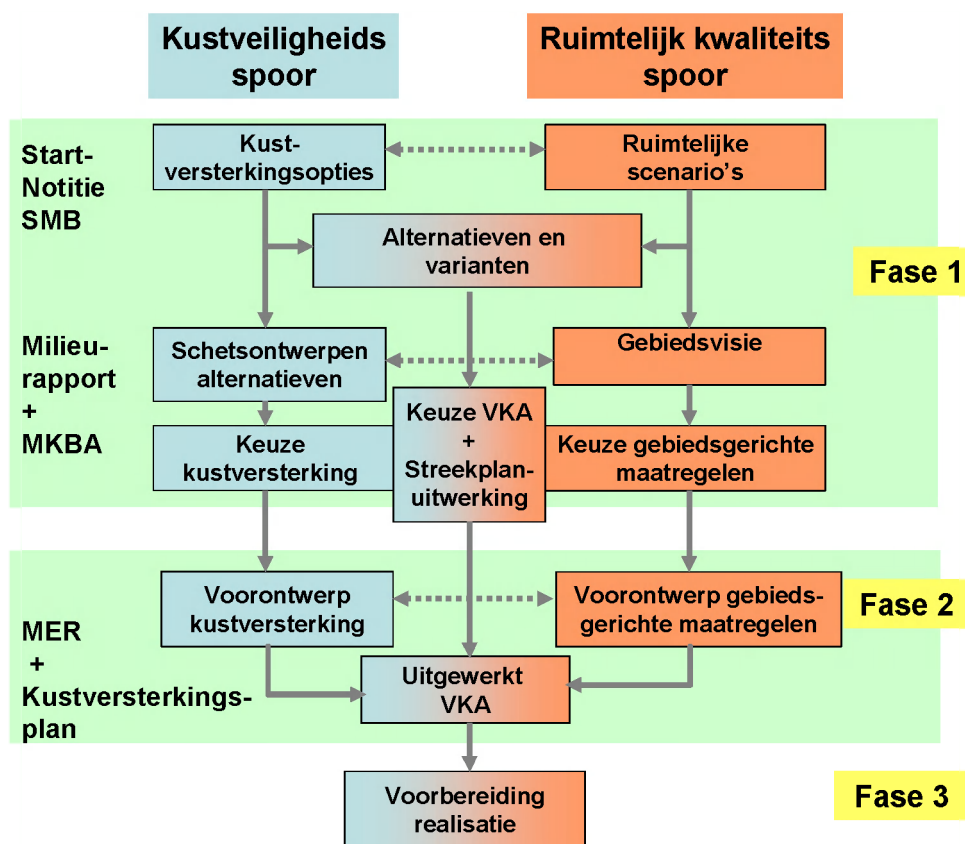 Kustveiligheids
spoor
Ruimtelijk kwaliteits
spoor
Start-
Notitie
SMB
Kust-
versterkingsopties
Ruimtelijke
scenario's
Alternatieven en
varianten
Fase 1
Milieu-
rapport
+
MKBA
Schetsontwerpen
alternatieven
Gebiedsvisie
Keuze VKA
+
Streekplan-
uitwerking
Keuze
kustversterking
Keuze gebiedsgerichte
maatregelen
MER
+
Kustversterkings-
plan
Voorontwerp
kustversterking
Voorontwerp gebieds-
gerichte maatregelen
Fase 2
Uitgewerkt
VKA
Voorbereiding
realisatie
Fase 3